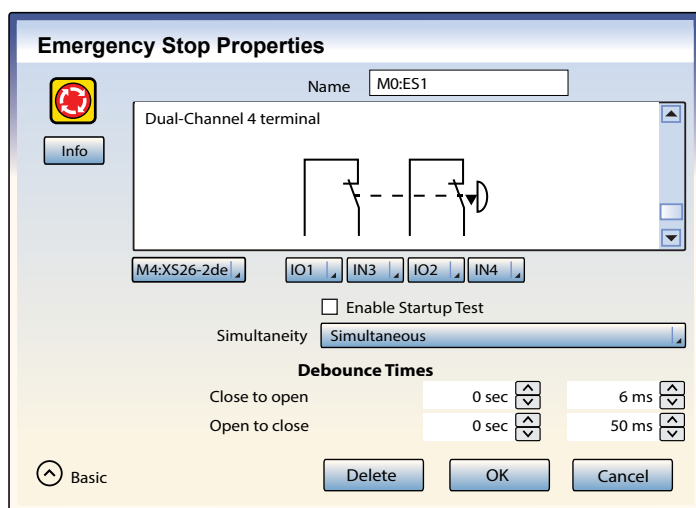 Emergency Stop Properties
Name M0:ES1
Info
Dual-Channel 4 terminal
M4:XS26-2de IO1 IN3 IO2 IN4
Enable Startup Test
Simultaneity Simultaneous
Debounce Times
Close to open 0 sec 6 ms
Open to close 0 sec 50 ms
Basic Delete OK Cancel